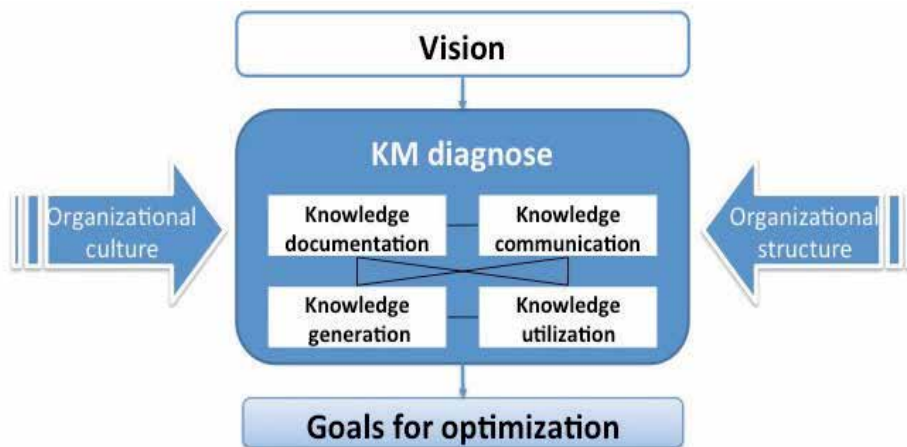 Vision
KM diagnose
Organizational
culture
Knowledge
documentation
Knowledge
communication
Organizational
structure
Knowledge
generation
Knowledge
utilization
Goals for optimization